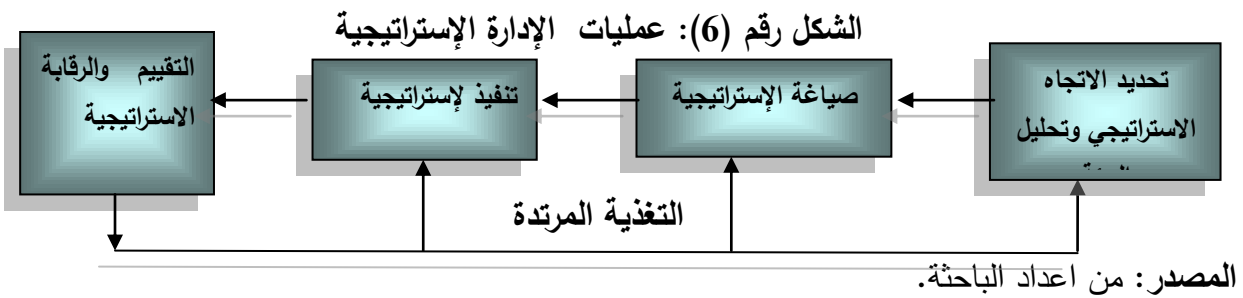 الشكل رقم (6): عمليات الإدارة الإستراتيجية
تحديد الاتجاه
الاستراتيجي وتحليل
صياغة الإستراتيجية
تنفيذ لإستراتيجية
التقييم والرقابة
الاستراتيجية
التغذية المرتدة
المصدر: من اعداد الباحثة.